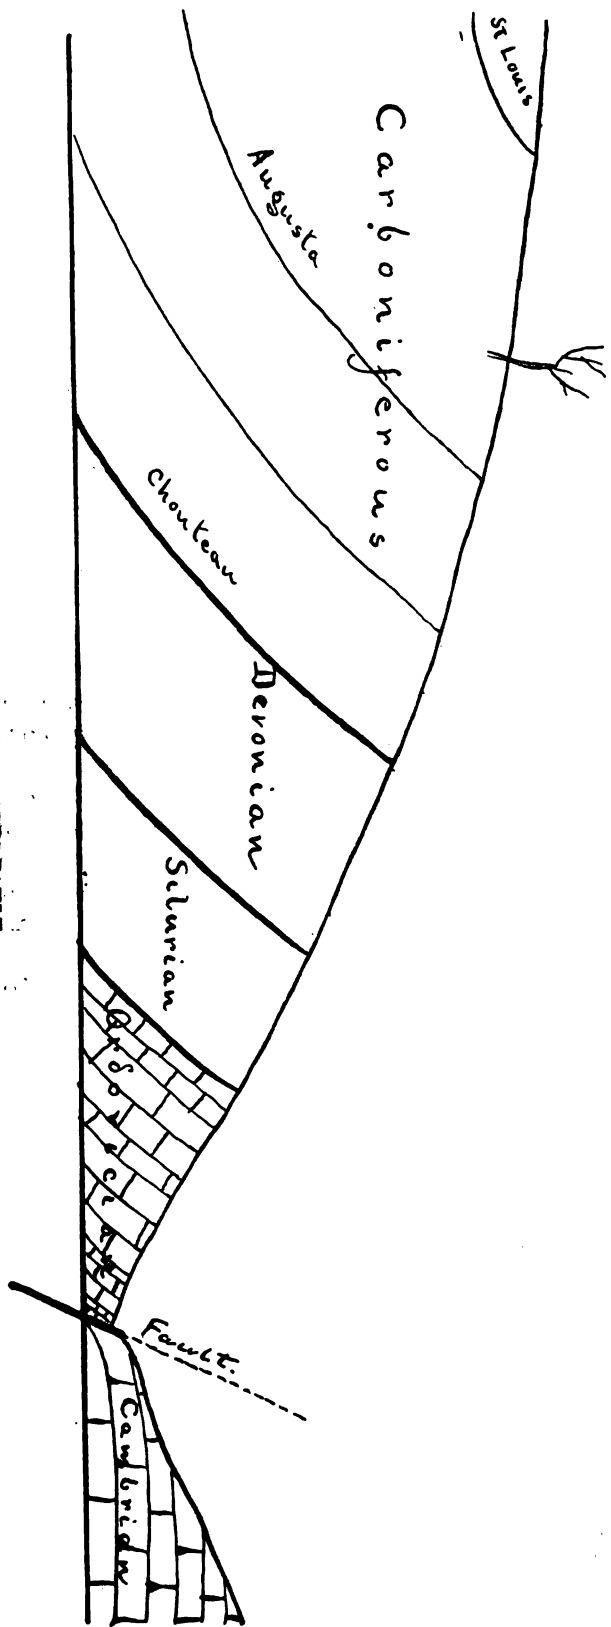 St Louis
Carboniferous
Augusta
Chouteau
Devonian
Silurian
Ordovician
Fault.
Cambrian